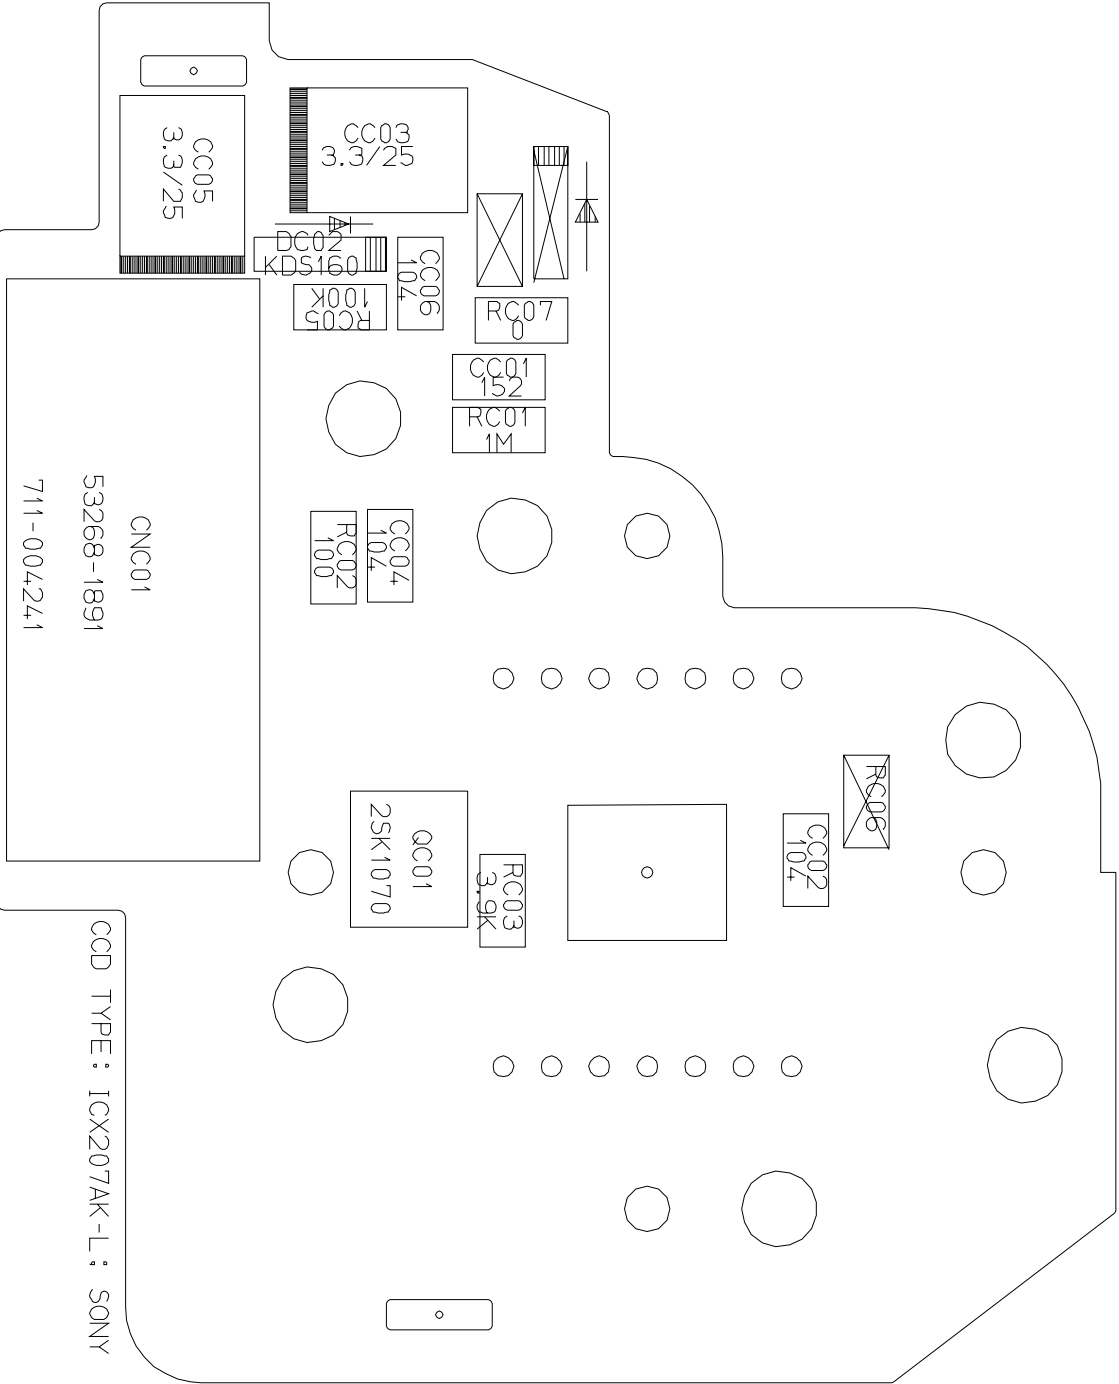 CC05
3.3/25
CC03
3.3/25
DC02
KDS160
CC06
104
RC05
100K
RC07
0
CC01
152
RC01
1M
CNC01
53268-1891
711-004241
RC02
100
CC04
104
QC01
2SK1070
RC03
3.9K
RC06
CC02
104
CCD TYPE: ICX207AK-L; SONY